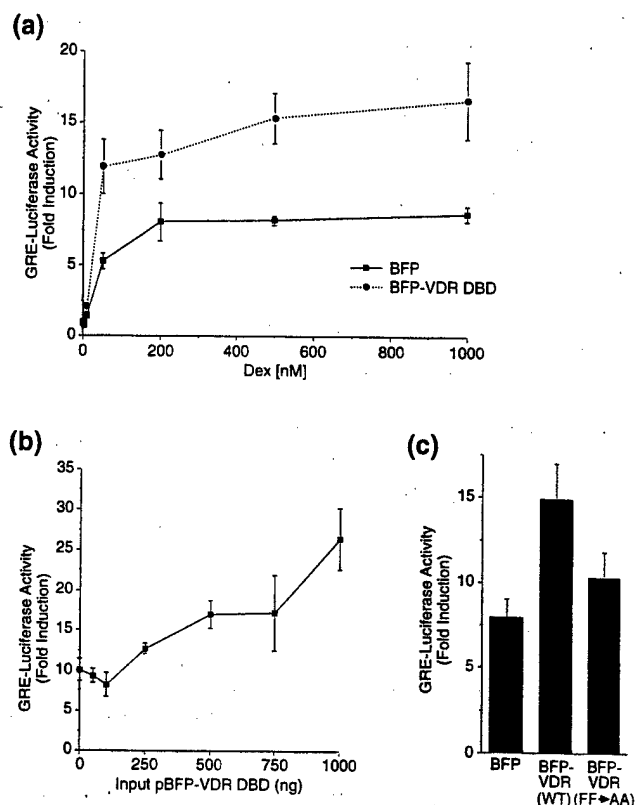 (a)
GRE-Luciferase Activity
(Fold Induction)
20
15
10
5
0
BFP
BFP-VDR DBD
0 200 400 600 800 1000
Dex [nM]
(b)
GRE-Luciferase Activity
(Fold Induction)
35
30
25
20
15
10
5
0
0 250 500 750 1000
Input pBFP-VDR DBD (ng)
(c)
GRE-Luciferase Activity
(Fold Induction)
15
10
5
0
BFP BFP- BFP-
VDR VDR
(WT) (FF➔AA)